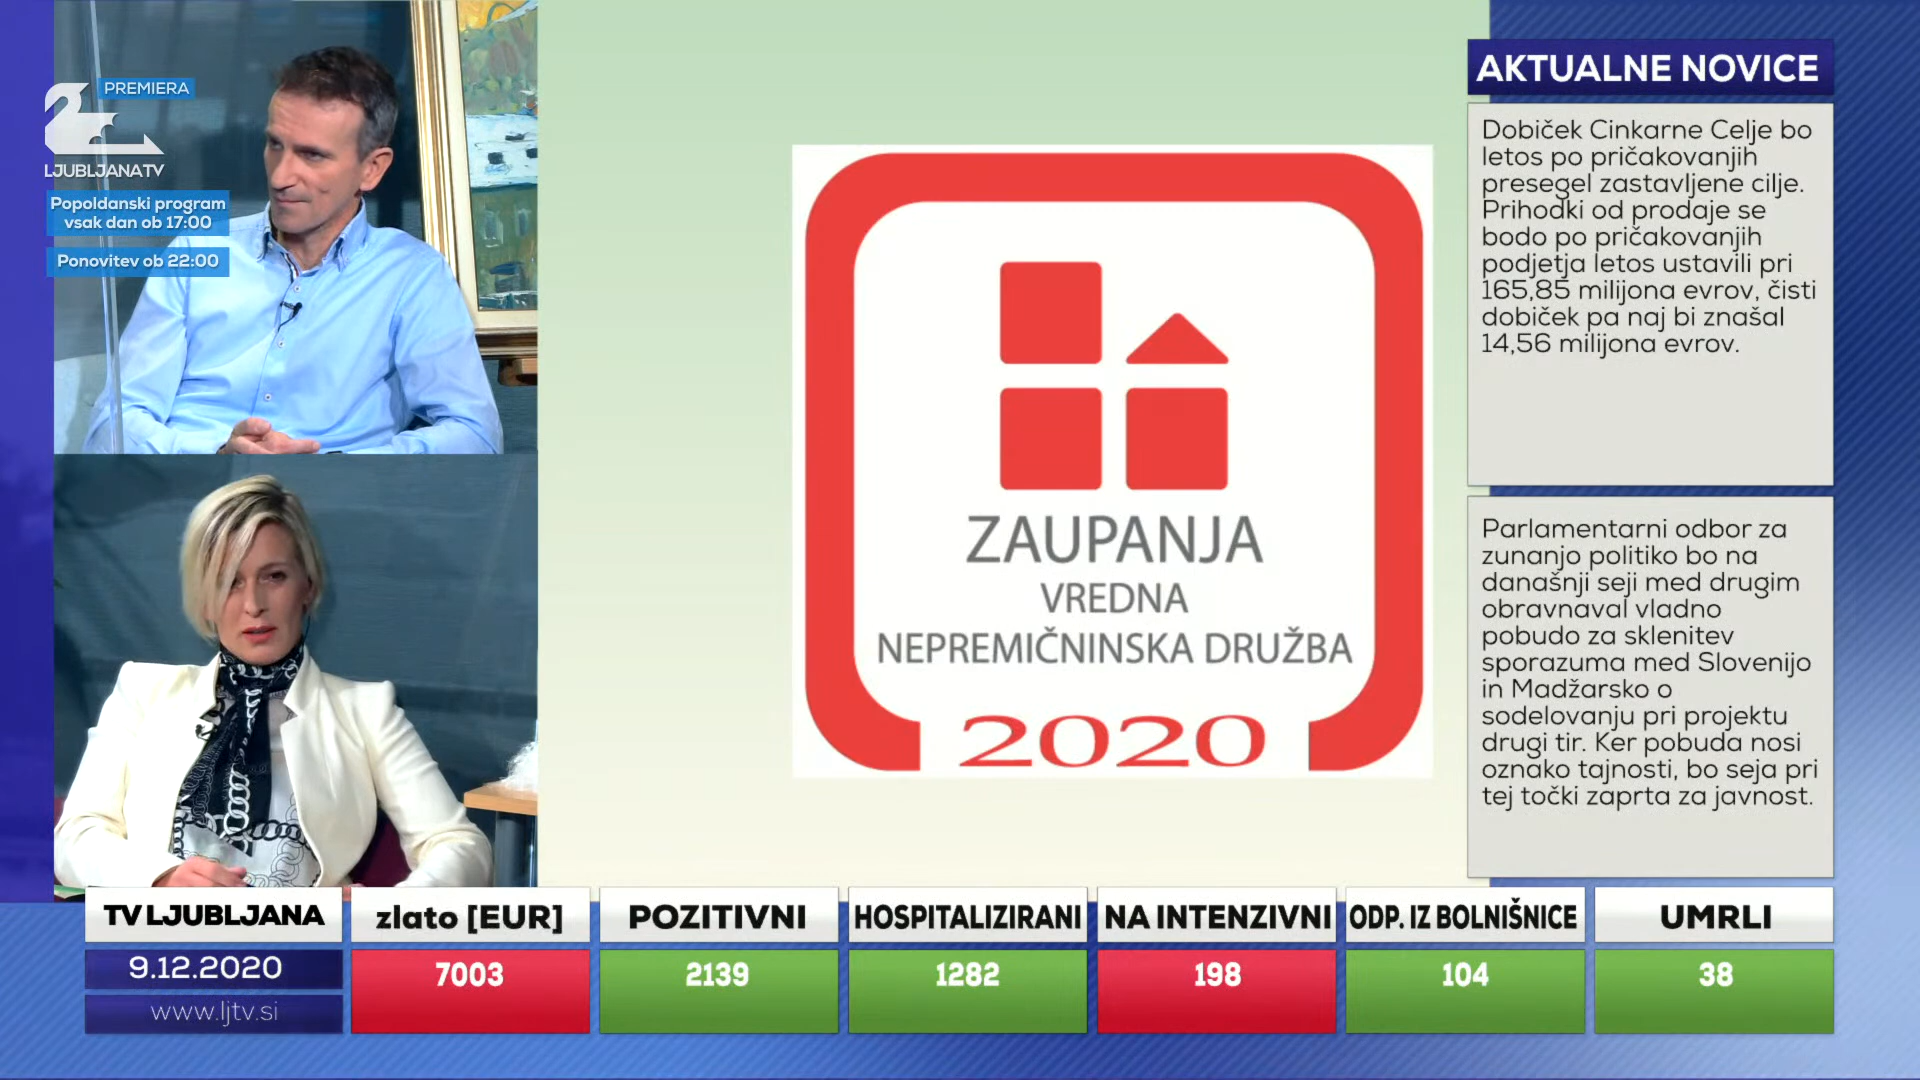 PREMIERA
LJUBLJANATV
Popoldanski program
vsak dan ob 17:00
Ponovitev ob 22:00
ZAUPANJA
VREDNA
NEPREMIČNINSKA DRUŽBA
2020
AKTUALNE NOVICE
Dobiček Cinkarne Celje bo
letos po pričakovanjih
presegel zastavljene cilje.
Prihodki od prodaje se
bodo po pričakovanjih
podjetja letos ustavili pri
165,85 milijona evrov, čisti
dobiček pa naj bi znašal
14,56 milijona evrov.
Parlamentarni odbor za
zunanjo politiko bo na
današnji seji med drugim
obravnaval vladno
pobudo za sklenitev
sporazuma med Slovenijo
in Madžarsko o
sodelovanju pri projektu
drugi tir. Ker pobuda nosi
oznako tajnosti, bo seja pri
tej točki zaprta za javnost.
TV LJUBLJANA
9.12.2020
www.ljtv.si
zlato [EUR]
7003
POZITIVNI
2139
HOSPITALIZIRANI
1282
NA INTENZIVNI
198
ODP. IZ BOLNIŠNICE
104
UMRLI
38